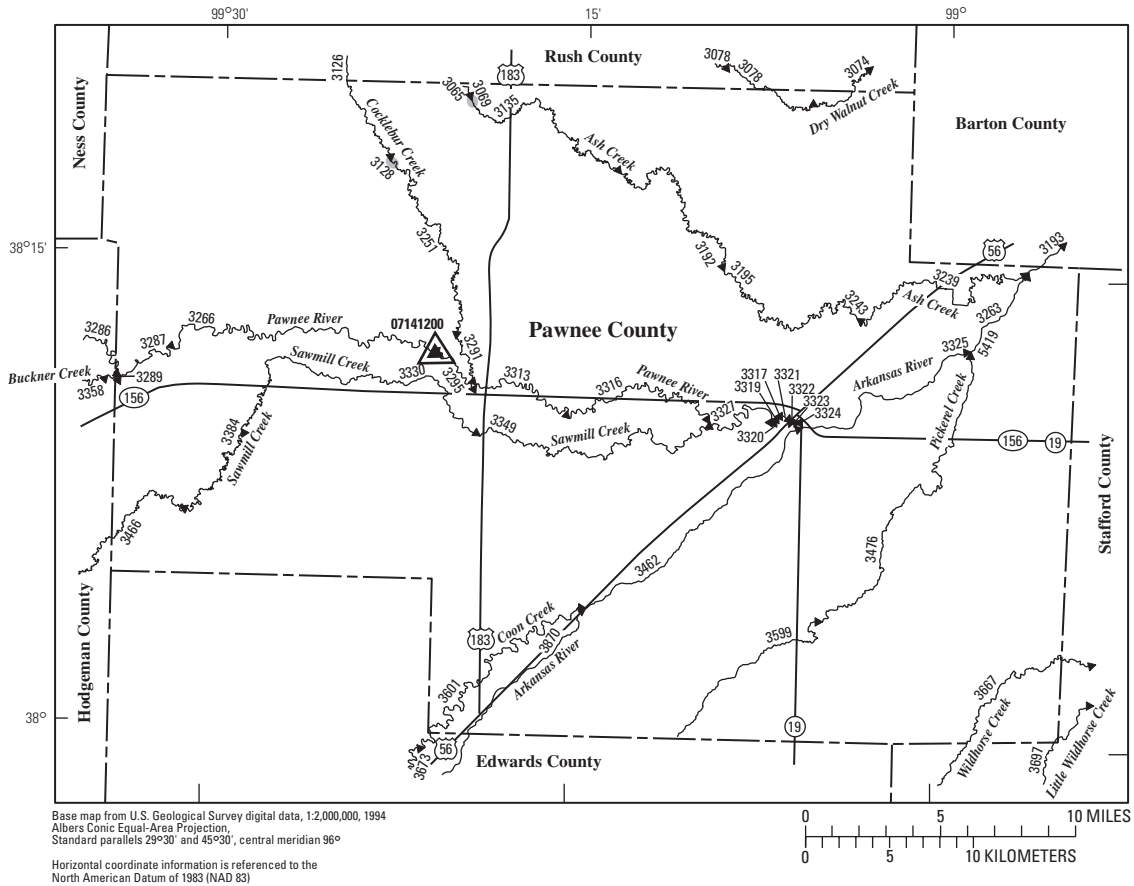 99°30'
15'
99°
Rush County
Ness County
Barton County
Stafford County
Hodgeman County
Edwards County
Pawnee County
38°15'
38°
183
3126
3065
3069
3135
3078
3078
3074
Dry Walnut Creek
Cocklebur Creek
3128
Ash Creek
3251
3192
3195
56
3193
3239
Ash Creek
3243
3263
5419
3325
Arkansas River
Pickerel Creek
3286
3287
3266
Pawnee River
07141200
3291
Sawmill Creek
3330
3295
3313
3316
Pawnee River
Buckner Creek
3289
3358
156
3317
3321
3319
3322
3323
3324
3327
3320
3349
Sawmill Creek
3384
Sawmill Creek
156
19
3466
3476
3462
3599
Coon Creek
3870
Arkansas River
183
3601
56
3673
19
3667
Wildhorse Creek
3697
Little Wildhorse Creek
Base map from U.S. Geological Survey digital data, 1:2,000,000, 1994
Albers Conic Equal-Area Projection,
Standard parallels 29°30' and 45°30', central meridian 96°
Horizontal coordinate information is referenced to the
North American Datum of 1983 (NAD 83)
0 5 10 MILES
0 5 10 KILOMETERS